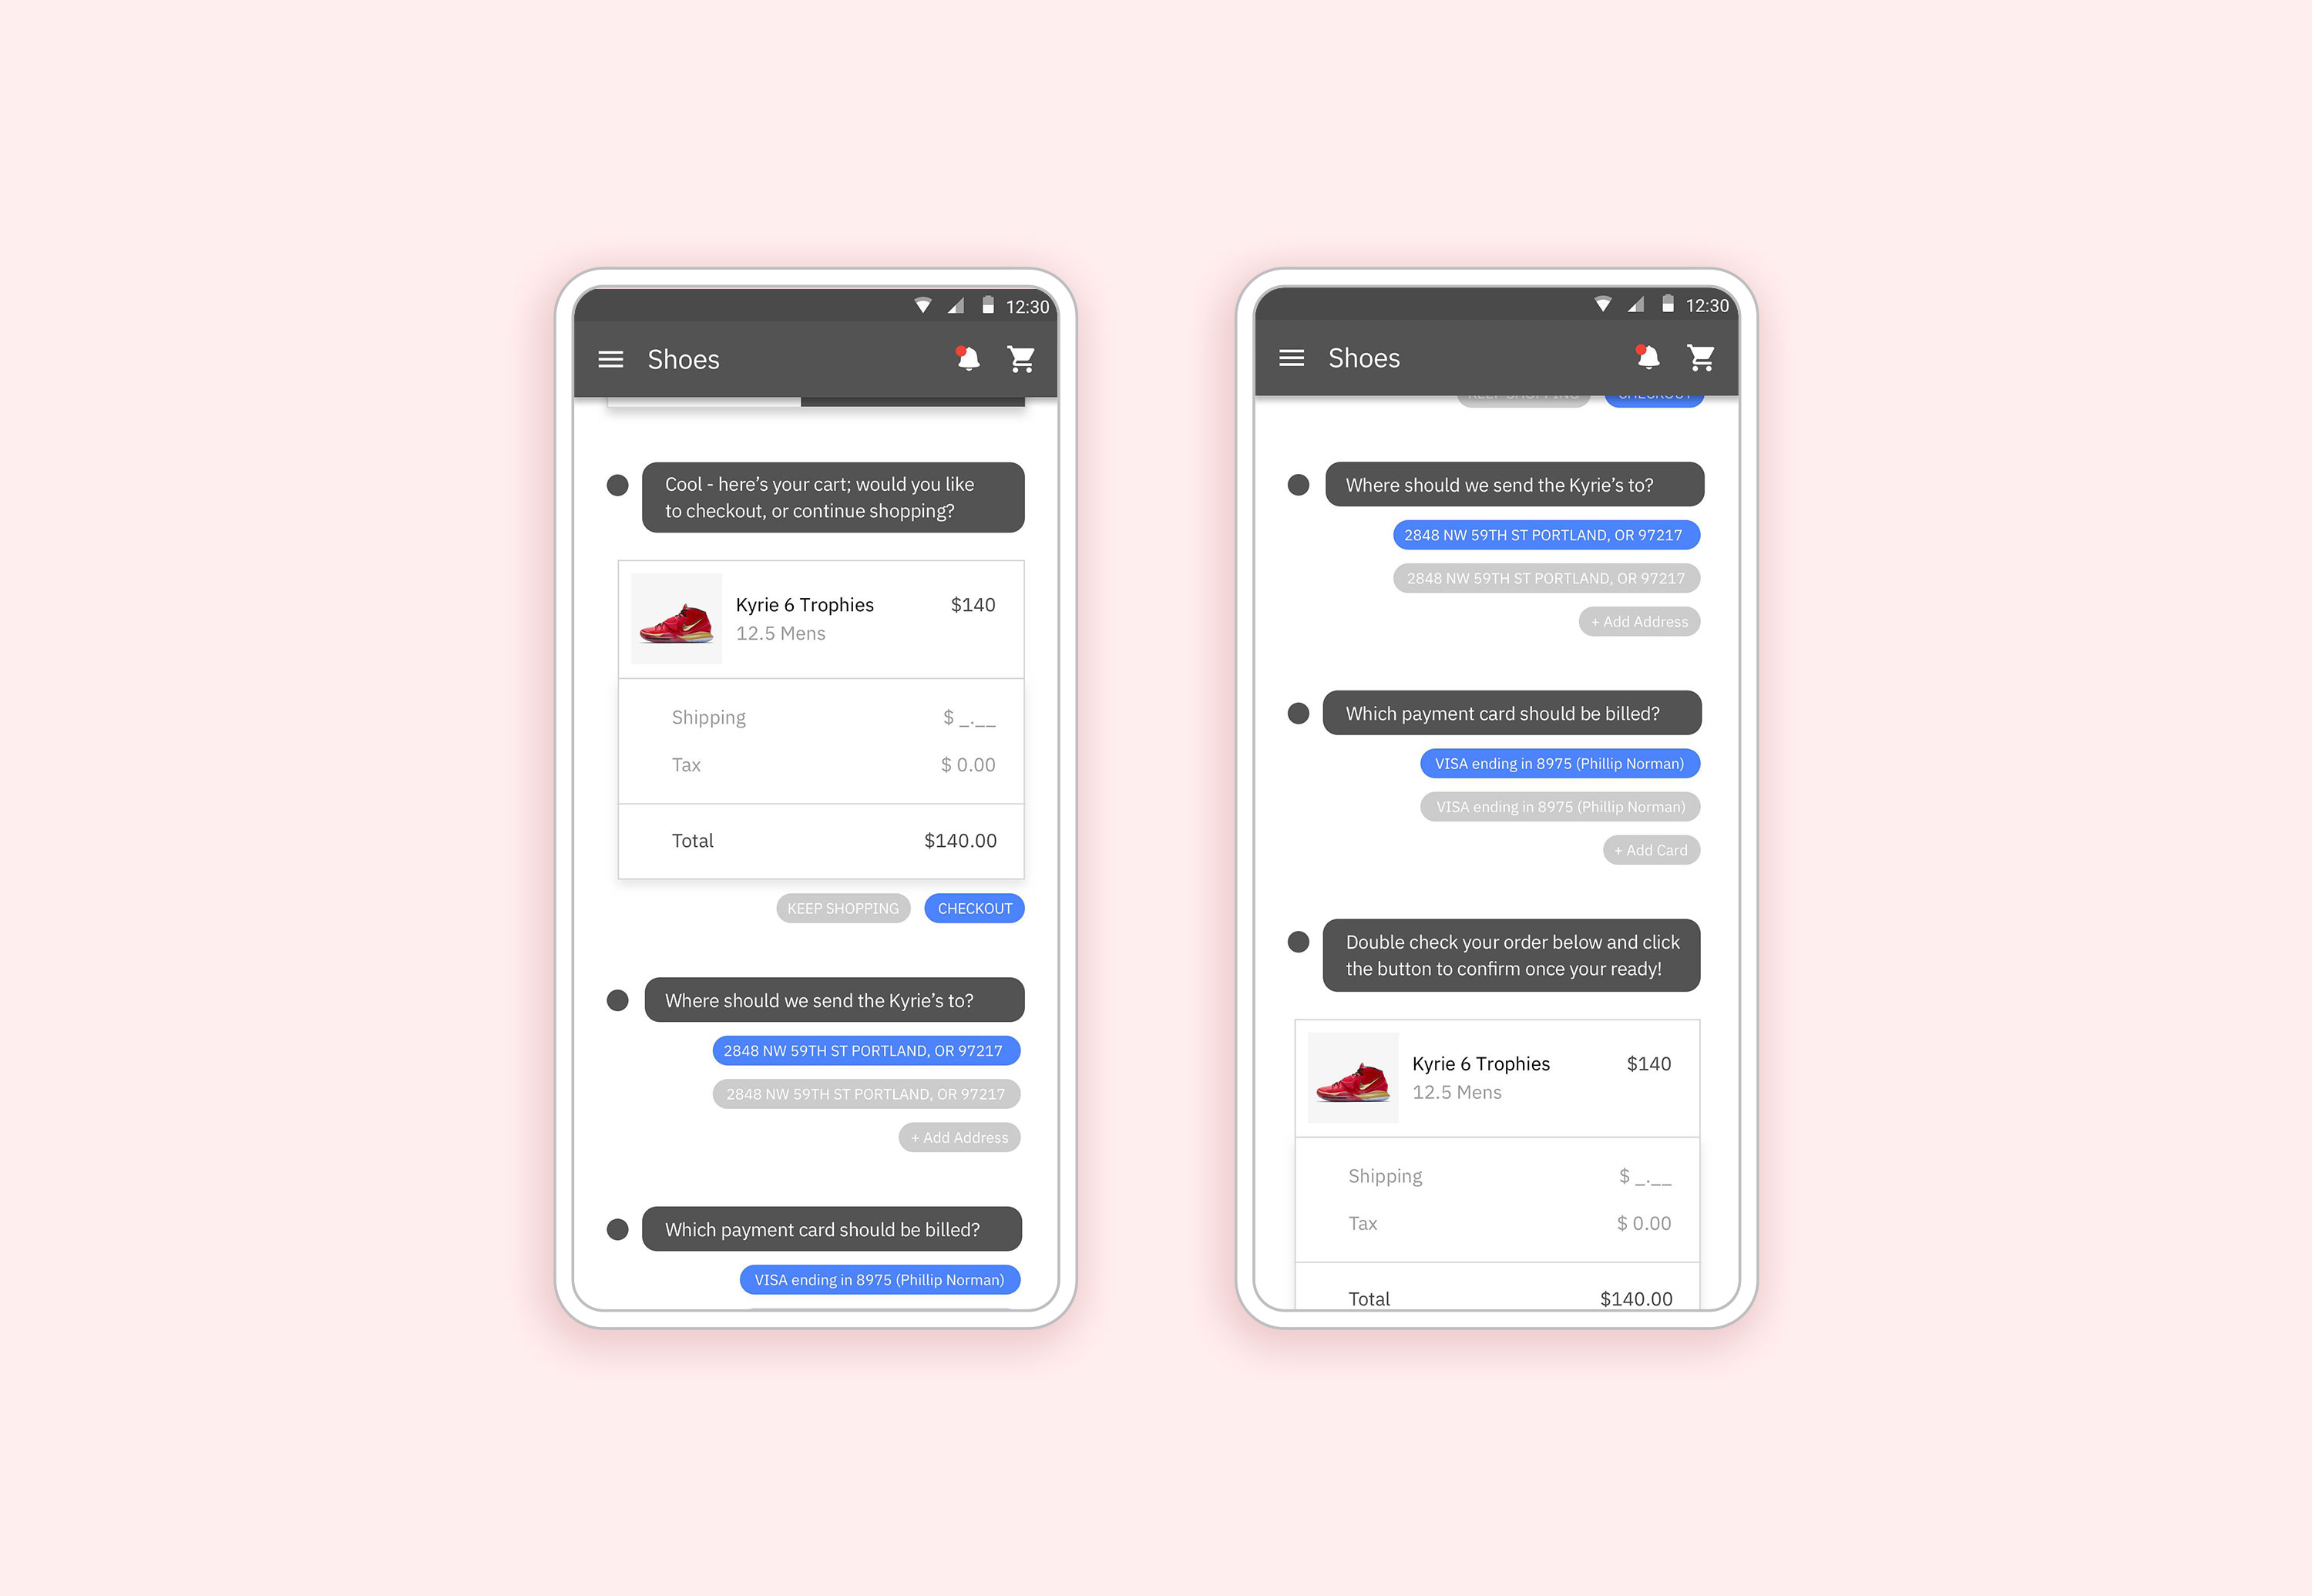 12:30
Shoes
Cool - here's your cart; would you like
to checkout, or continue shopping?
Kyrie 6 Trophies $140
12.5 Mens
Shipping $ _.__
Tax $ 0.00
Total $140.00
KEEP SHOPPING CHECKOUT
Where should we send the Kyrie's to?
2848 NW 59TH ST PORTLAND, OR 97217
2848 NW 59TH ST PORTLAND, OR 97217
+ Add Address
Which payment card should be billed?
VISA ending in 8975 (Phillip Norman)
12:30
Shoes
KEEP SHOPPING CHECKOUT
Where should we send the Kyrie's to?
2848 NW 59TH ST PORTLAND, OR 97217
2848 NW 59TH ST PORTLAND, OR 97217
+ Add Address
Which payment card should be billed?
VISA ending in 8975 (Phillip Norman)
VISA ending in 8975 (Phillip Norman)
+ Add Card
Double check your order below and click
the button to confirm once your ready!
Kyrie 6 Trophies $140
12.5 Mens
Shipping $ _.__
Tax $ 0.00
Total $140.00